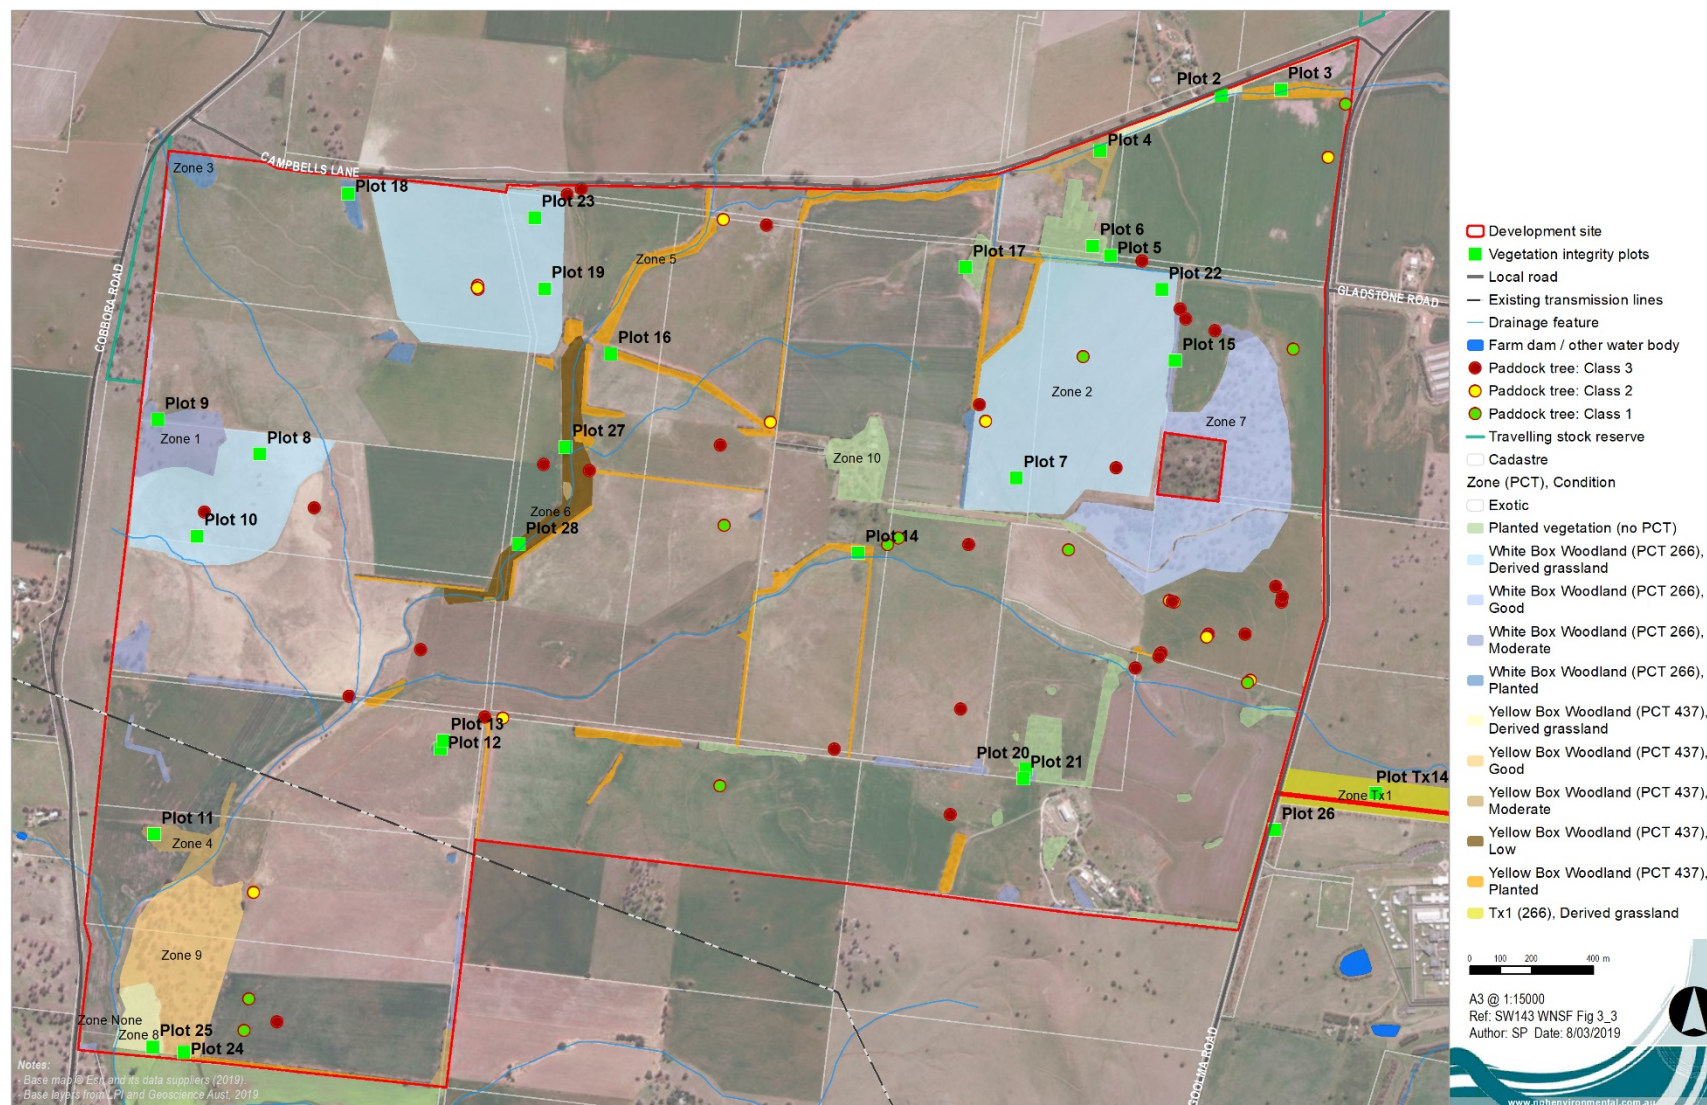 Plot 2
Plot 3
Plot 4
CAMPBELLS LANE
Zone 3
Plot 18
Plot 23
Plot 6
Plot 5
Plot 17
Zone 5
Plot 19
Plot 22
GLADSTONE ROAD
COBBORA ROAD
Plot 16
Plot 15
Zone 2
Plot 9
Zone 1
Plot 8
Plot 27
Zone 7
Zone 10
Plot 7
Plot 10
Zone 6
Plot 28
Plot 14
Plot 13
Plot 12
Plot 20
Plot 21
Plot Tx14
Zone Tx1
Plot 26
Plot 11
Zone 4
Zone 9
Zone None
Zone 8
Plot 25
Plot 24
GOOLMA ROAD
Notes:
- Base map © Esri and its data suppliers (2019)
- Base layers from LPI and Geoscience Aust, 2019
Development site
Vegetation integrity plots
Local road
Existing transmission lines
Drainage feature
Farm dam / other water body
Paddock tree: Class 3
Paddock tree: Class 2
Paddock tree: Class 1
Travelling stock reserve
Cadastre
Zone (PCT), Condition
Exotic
Planted vegetation (no PCT)
White Box Woodland (PCT 266),
Derived grassland
White Box Woodland (PCT 266),
Good
White Box Woodland (PCT 266),
Moderate
White Box Woodland (PCT 266),
Planted
Yellow Box Woodland (PCT 437),
Derived grassland
Yellow Box Woodland (PCT 437),
Good
Yellow Box Woodland (PCT 437),
Moderate
Yellow Box Woodland (PCT 437),
Low
Yellow Box Woodland (PCT 437),
Planted
Tx1 (266), Derived grassland
0 100 200 400 m
A3 @ 1:15000
Ref: SW143 WNSF Fig 3_3
Author: SP Date: 8/03/2019
www.nghenvironmental.com.au